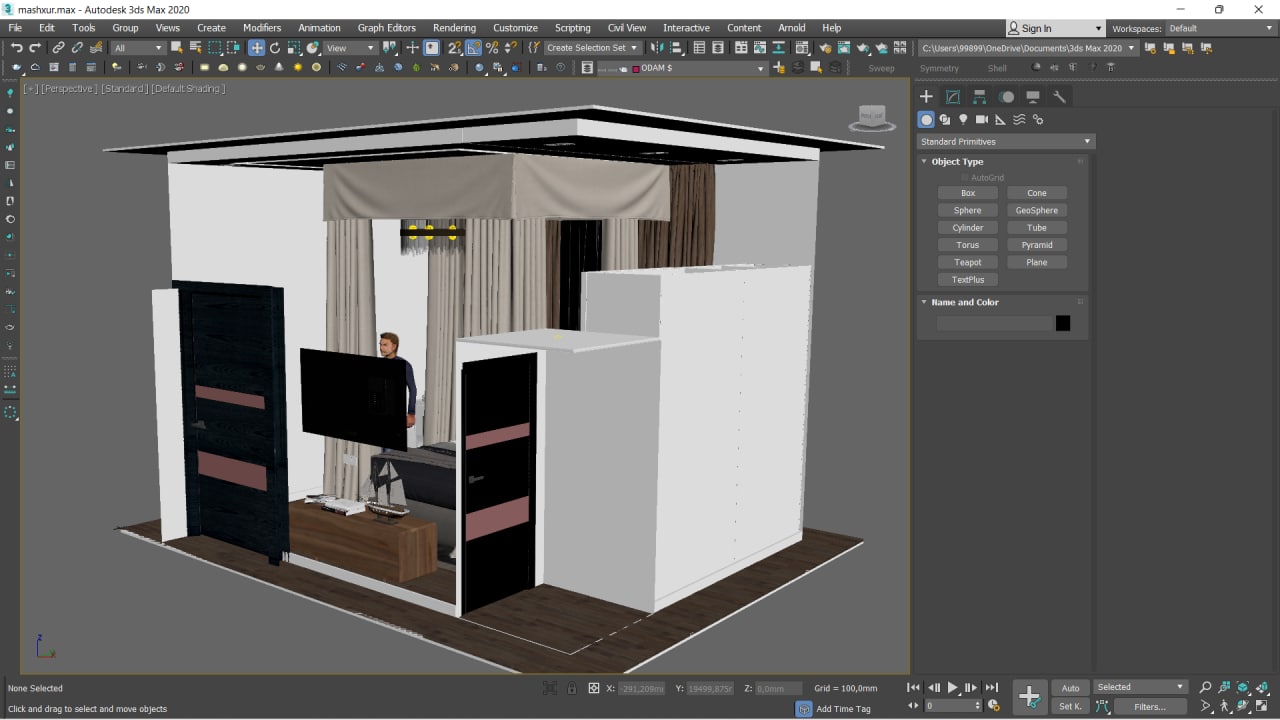 mashxur.max - Autodesk 3ds Max 2020
File Edit Tools Group Views Create Modifiers Animation Graph Editors Rendering Customize Scripting Civil View Interactive Content Arnold Help Sign In Workspaces: Default
All View Create Selection Set C:\Users\99899\OneDrive\Documents\3ds Max 2020
ODAM $ Sweep Symmetry Shell
[+] [Perspective] [Standard] [Default Shading]
Standard Primitives
Object Type
AutoGrid
Box Cone
Sphere GeoSphere
Cylinder Tube
Torus Pyramid
Teapot Plane
TextPlus
Name and Color
z
None Selected X: -291,209m Y: 19499,875r Z: 0,0mm Grid = 100,0mm Auto Selected
Click and drag to select and move objects Add Time Tag 0 Set K. Filters...